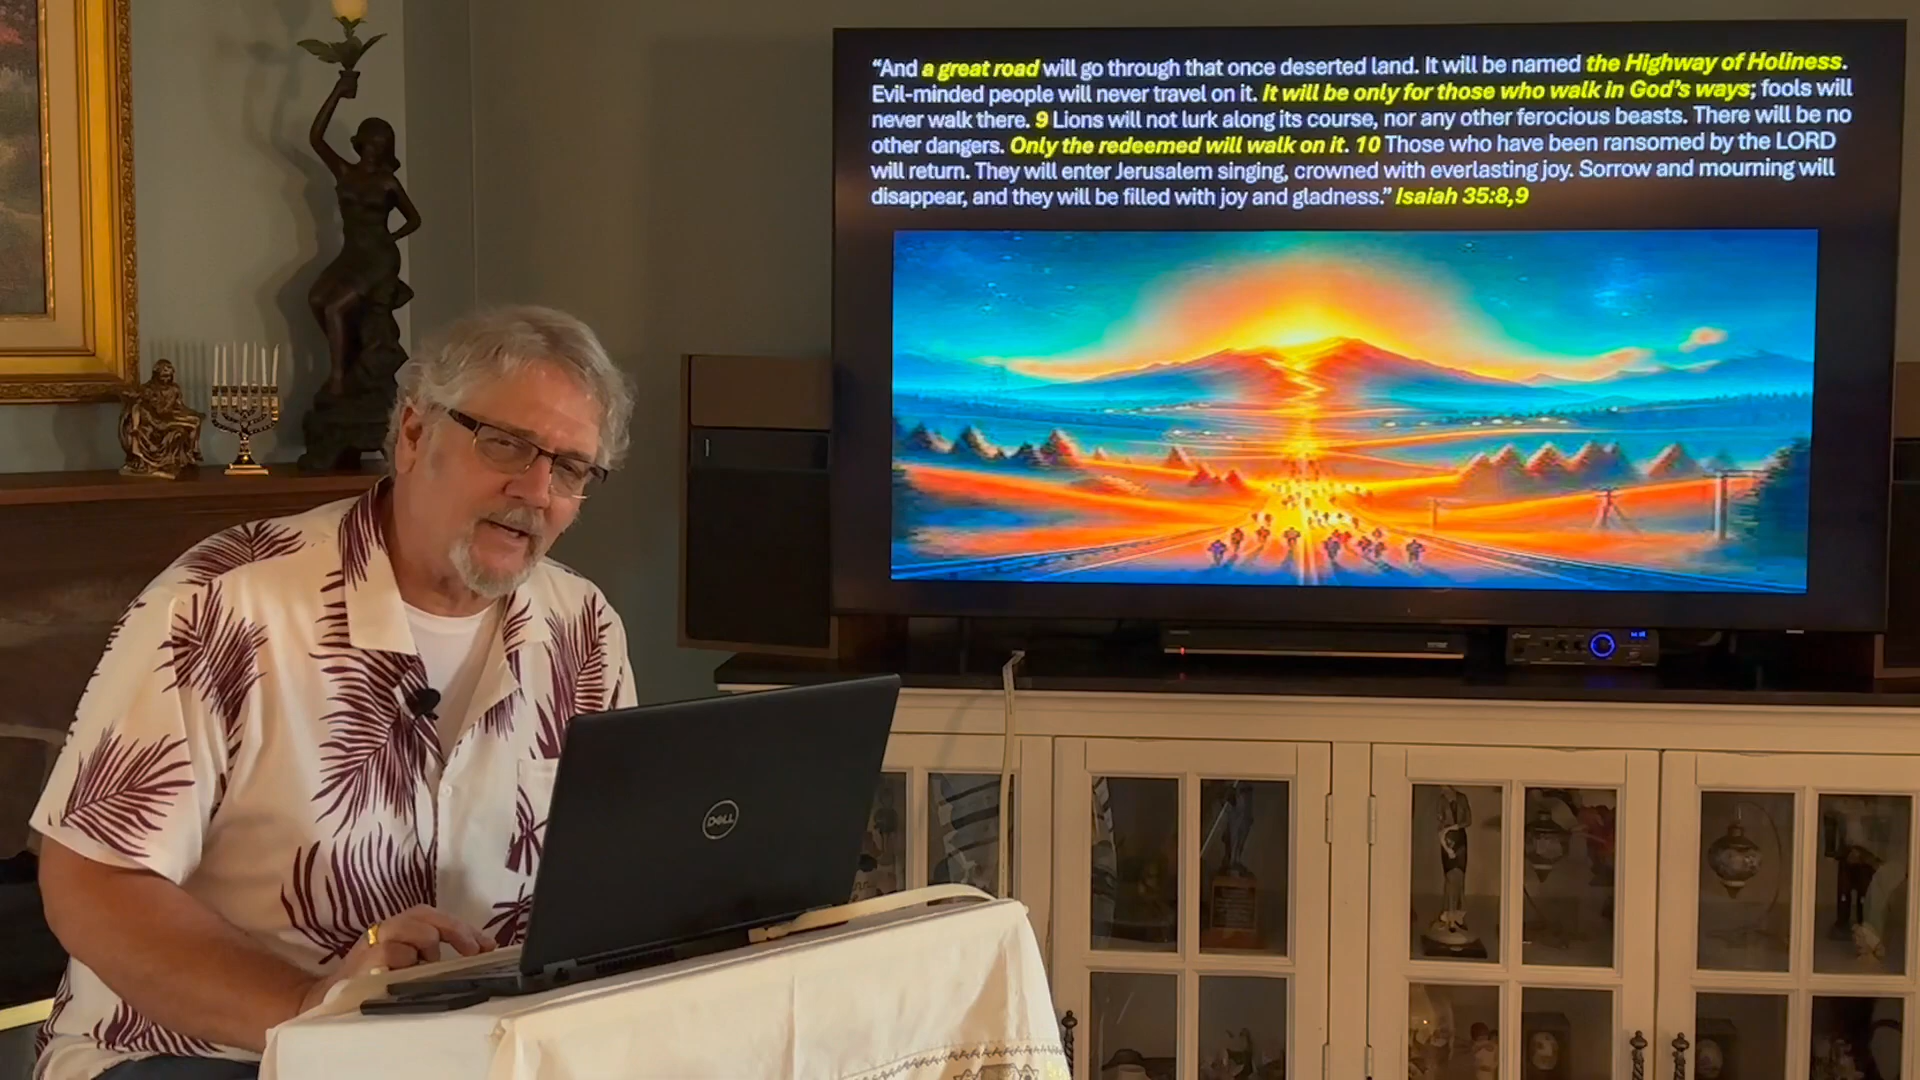 “And a great road will go through that once deserted land. It will be named the Highway of Holiness.
Evil-minded people will never travel on it. It will be only for those who walk in God’s ways; fools will
never walk there. 9 Lions will not lurk along its course, nor any other ferocious beasts. There will be no
other dangers. Only the redeemed will walk on it. 10 Those who have been ransomed by the LORD
will return. They will enter Jerusalem singing, crowned with everlasting joy. Sorrow and mourning will
disappear, and they will be filled with joy and gladness.” Isaiah 35:8,9
DELL